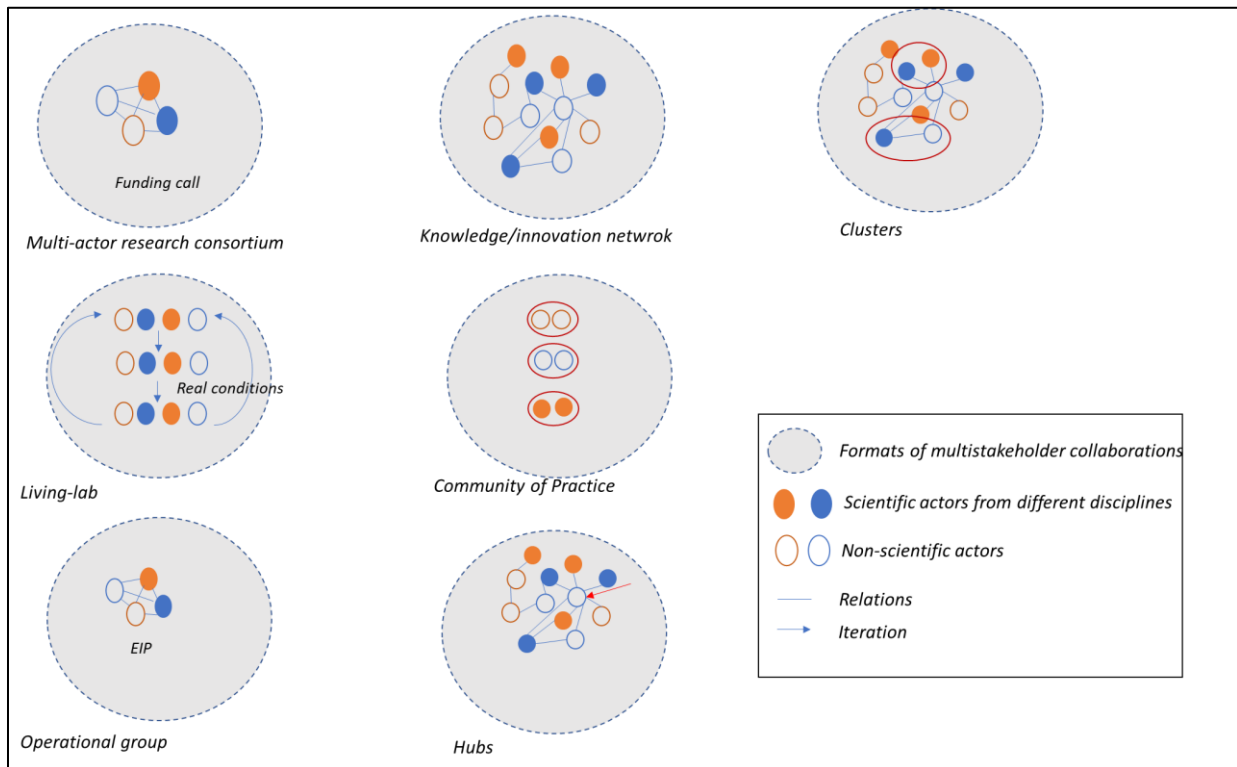 Funding call
Multi-actor research consortium
Knowledge/innovation netwrok
Clusters
Real conditions
Living-lab
Community of Practice
EIP
Operational group
Hubs
Formats of multistakeholder collaborations
Scientific actors from different disciplines
Non-scientific actors
Relations
Iteration